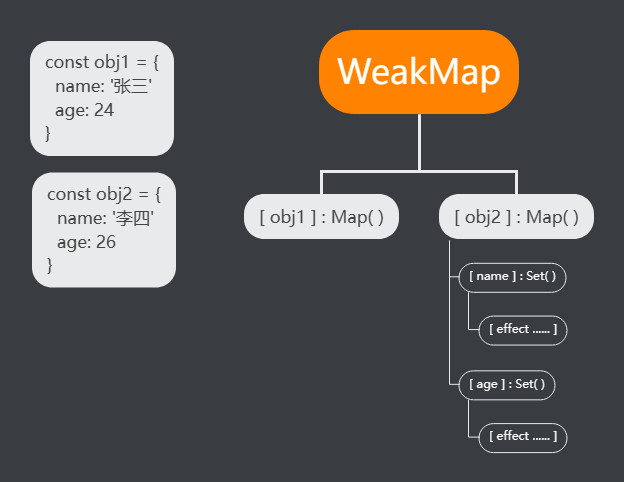 const obj1 = {
name: '张三'
age: 24
}
const obj2 = {
name: '李四'
age: 26
}
WeakMap
[ obj1 ] : Map( )
[ obj2 ] : Map( )
[ name ] : Set( )
[ effect ...... ]
[ age ] : Set( )
[ effect ...... ]